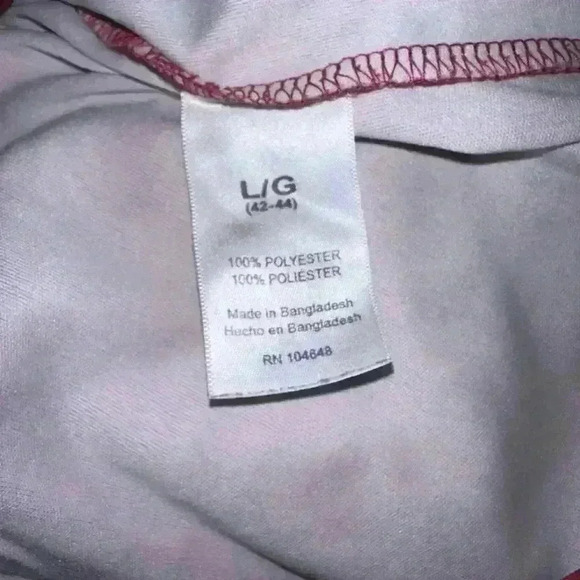 L/G
(42-44)
100% POLYESTER
100% POLIESTER
Made in Bangladesh
Hecho en Bangladesh
RN 104648